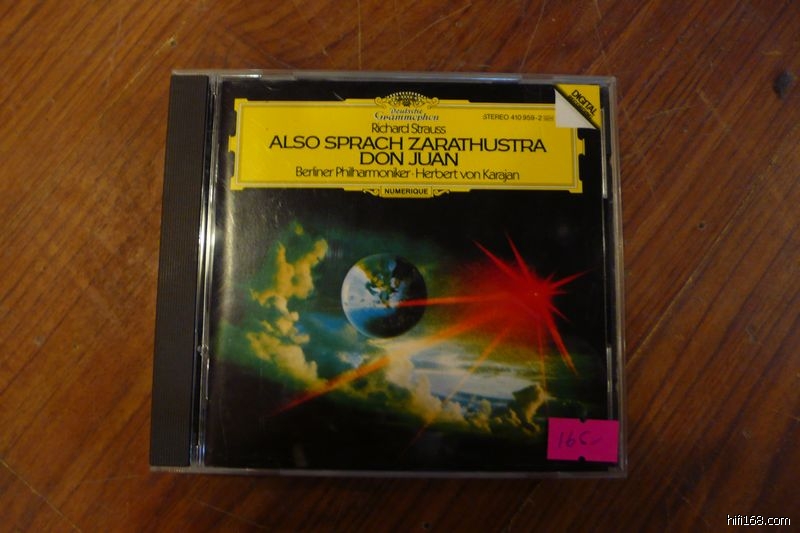 Deutsche
Grammophon
STEREO 410 959-2
DIGITAL
Richard Strauss
ALSO SPRACH ZARATHUSTRA
DON JUAN
Berliner Philharmoniker · Herbert von Karajan
NUMERIQUE
165,-
hifi168.com